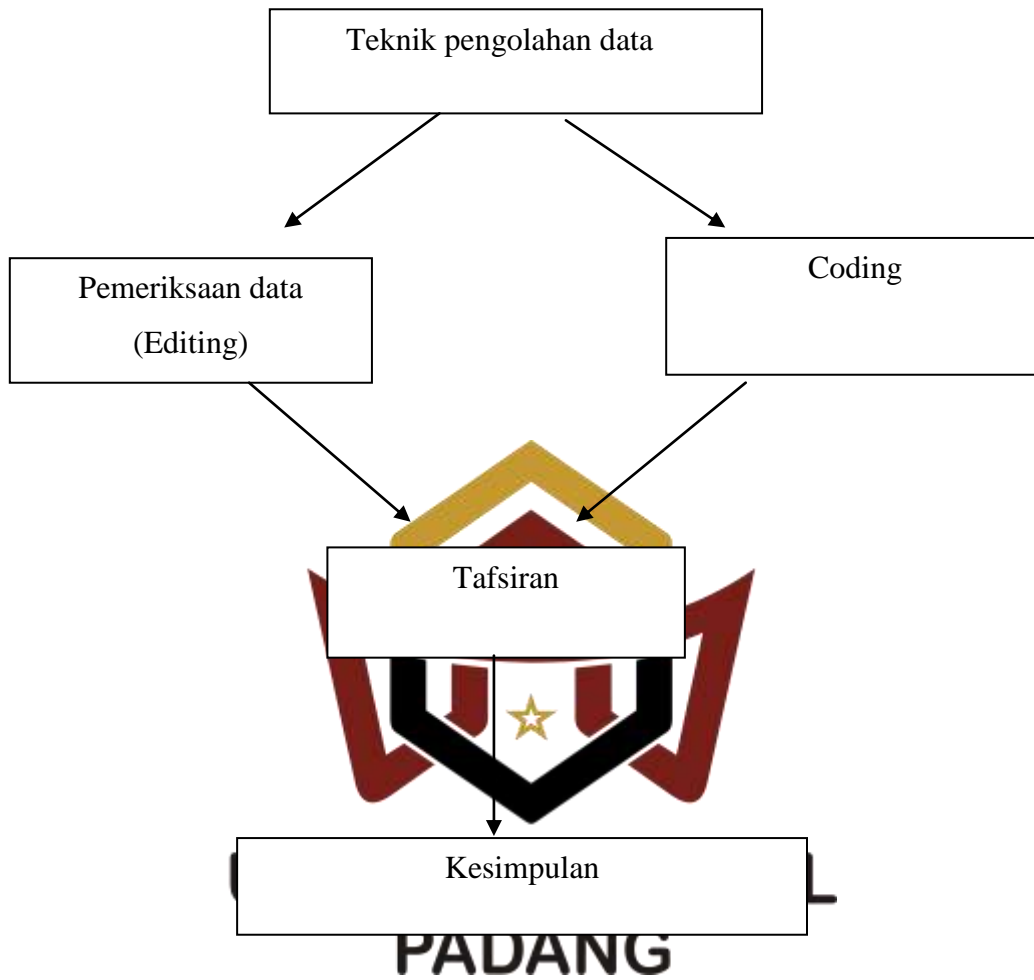 Teknik pengolahan data
Pemeriksaan data
(Editing)
Coding
Tafsiran
Kesimpulan
PADANG